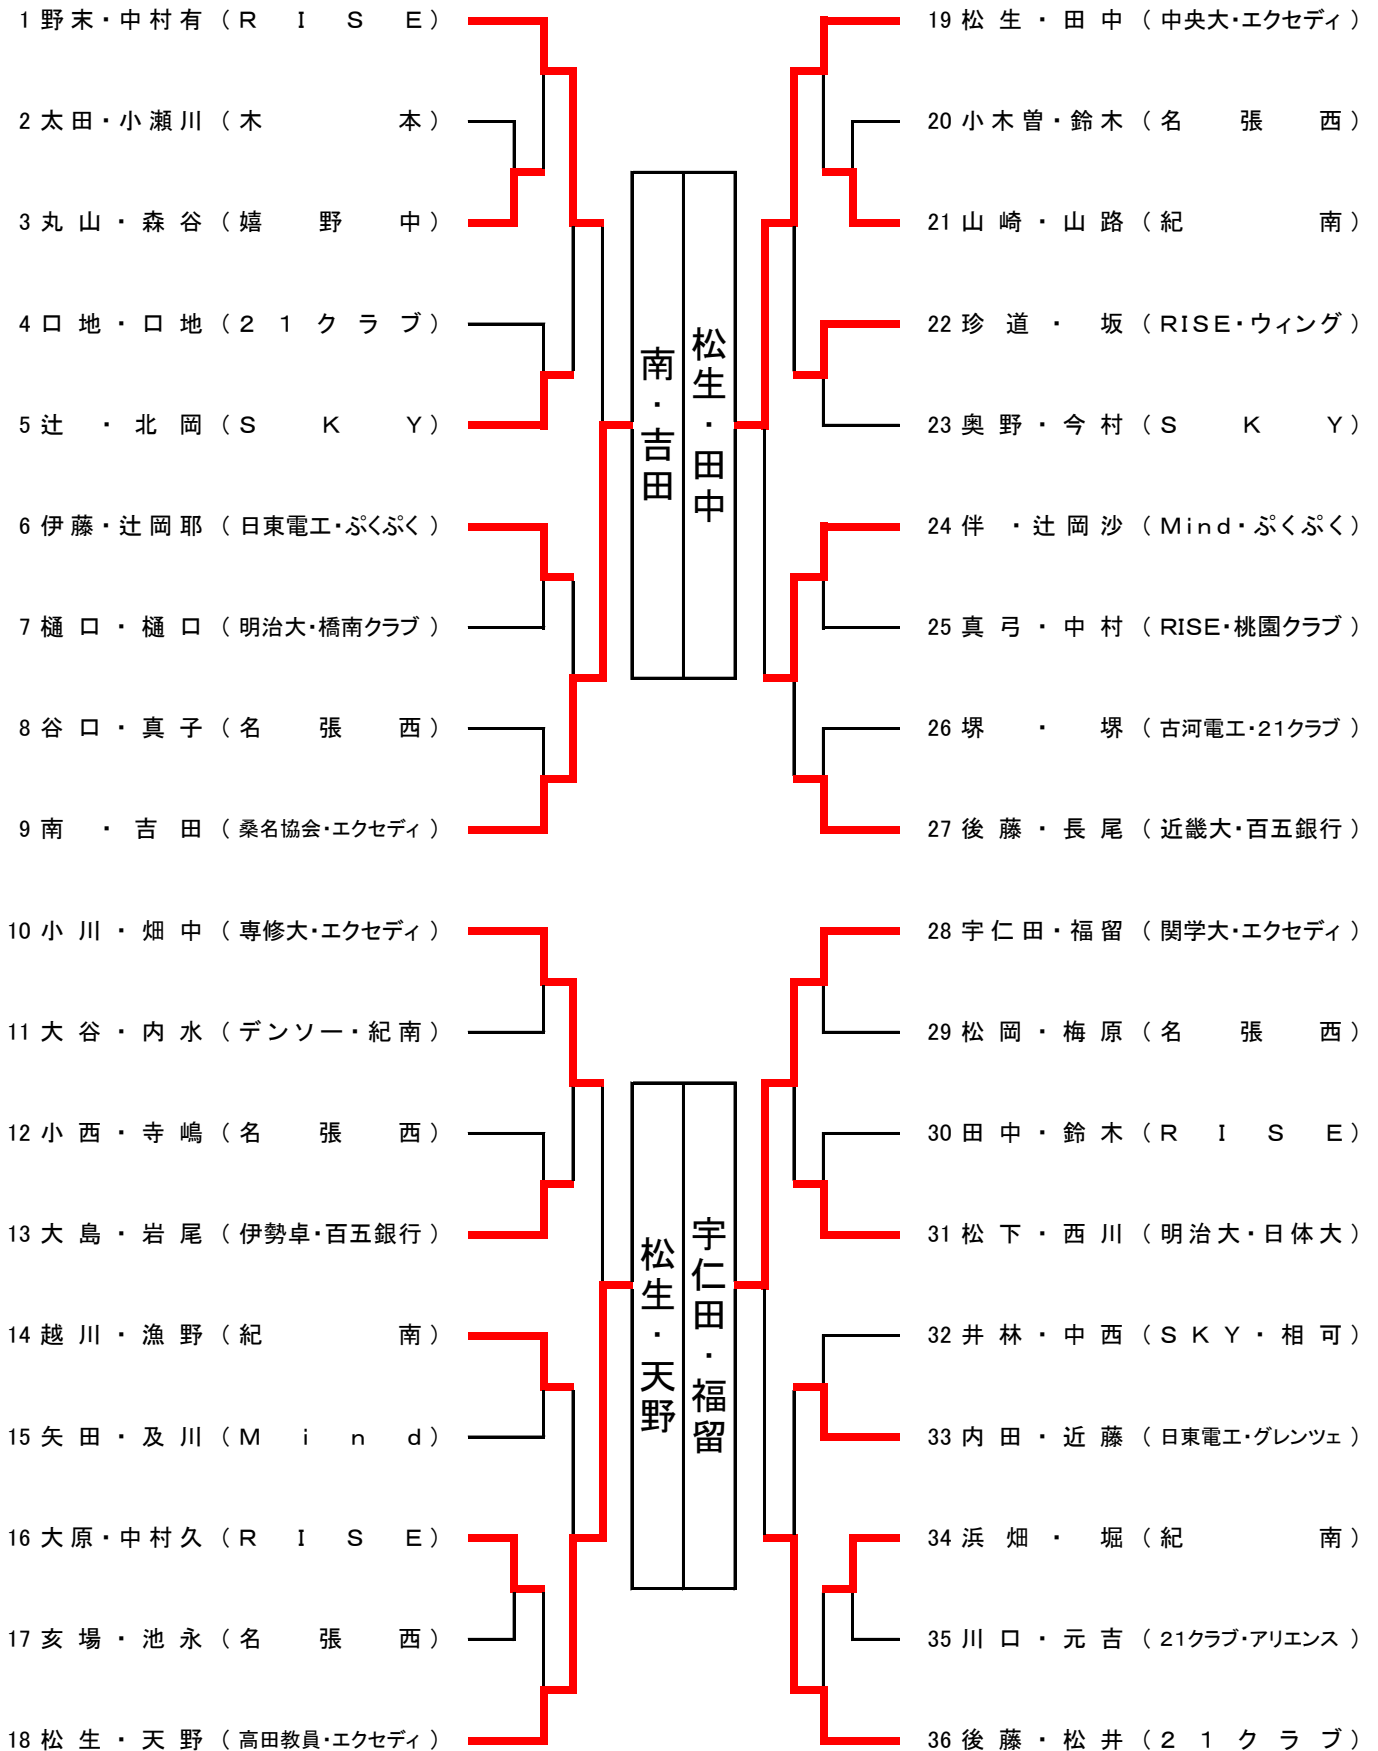 1 野末・中村有（RISE）
2 太田・小瀬川（木本）
3 丸山・森谷（嬉野中）
4 口地・口地（２１クラブ）
5 辻・北岡（SKY）
6 伊藤・辻岡耶（日東電工・ぷくぷく）
7 樋口・樋口（明治大・橋南クラブ）
8 谷口・真子（名張西）
9 南・吉田（桑名協会・エクセディ）
10 小川・畑中（専修大・エクセディ）
11 大谷・内水（デンソー・紀南）
12 小西・寺嶋（名張西）
13 大島・岩尾（伊勢卓・百五銀行）
14 越川・漁野（紀南）
15 矢田・及川（Mind）
16 大原・中村久（RISE）
17 亥場・池永（名張西）
18 松生・天野（高田教員・エクセディ）
南・吉田
松生・田中
松生・天野
宇仁田・福留
19 松生・田中（中央大・エクセディ）
20 小木曽・鈴木（名張西）
21 山崎・山路（紀南）
22 珍道・坂（RISE・ウィング）
23 奥野・今村（SKY）
24 伴・辻岡沙（Mind・ぷくぷく）
25 真弓・中村（RISE・桃園クラブ）
26 堺・堺（古河電工・21クラブ）
27 後藤・長尾（近畿大・百五銀行）
28 宇仁田・福留（関学大・エクセディ）
29 松岡・梅原（名張西）
30 田中・鈴木（RISE）
31 松下・西川（明治大・日体大）
32 井林・中西（SKY・相可）
33 内田・近藤（日東電工・グレンツェ）
34 浜畑・堀（紀南）
35 川口・元吉（21クラブ・アリエンス）
36 後藤・松井（２１クラブ）